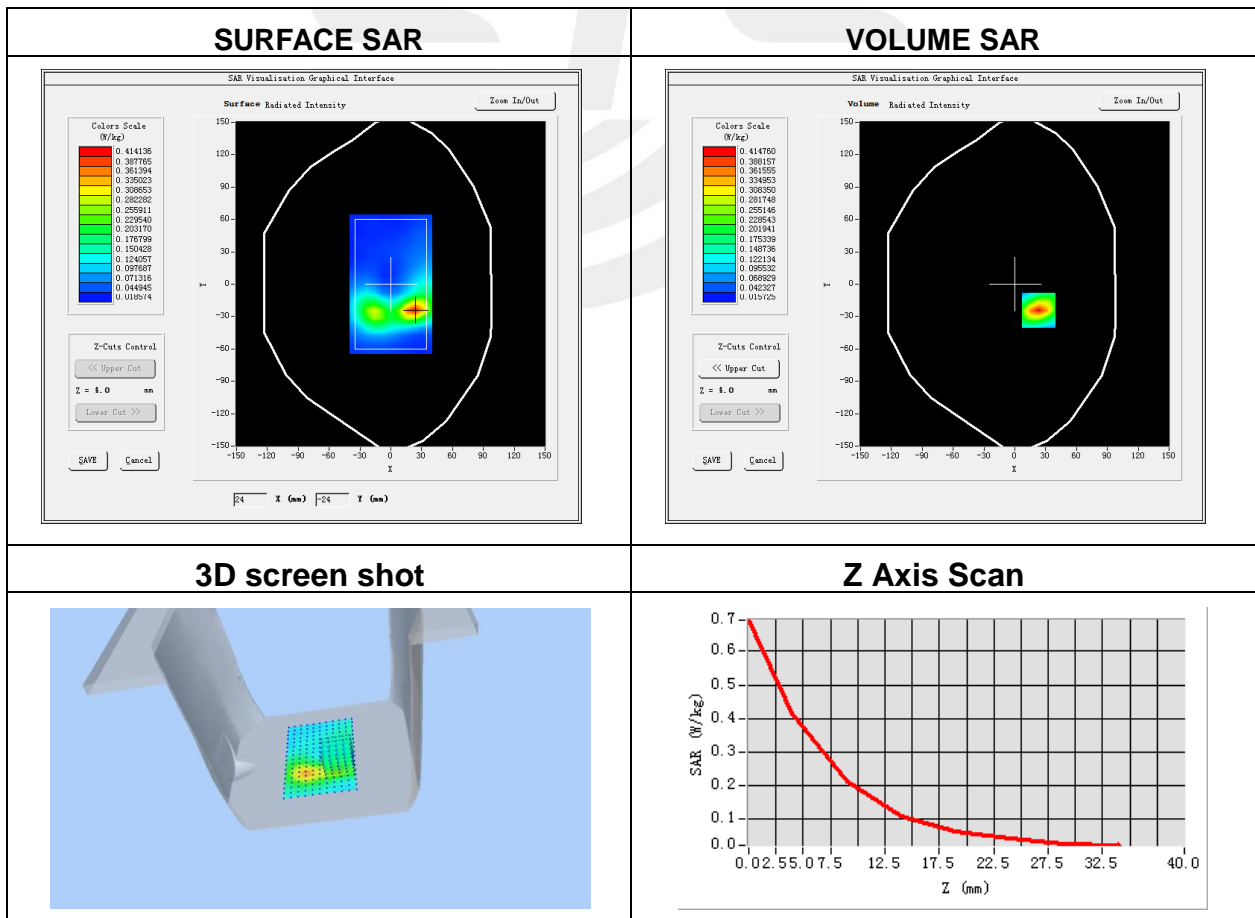 SURFACE SAR
VOLUME SAR
SAR Visualisation Graphical Interface
Surface Radiated Intensity
Zoom In/Out
Colors Scale
(W/kg)
0.414136
0.387765
0.361394
0.335023
0.308653
0.282282
0.255911
0.229540
0.203170
0.176799
0.150428
0.124057
0.097687
0.071316
0.044945
0.018574
150
120
90
60
30
0
-30
-60
-90
-120
-150
Y
-150 -120 -90 -60 -30 0 30 60 90 120 150
X
Z-Cuts Control
<< Upper Cut
Z = 4.0 mm
Lower Cut >>
SAVE Cancel
24 X (mm) -24 Y (mm)
SAR Visualisation Graphical Interface
Volume Radiated Intensity
Zoom In/Out
Colors Scale
(W/kg)
0.414760
0.388157
0.361555
0.334953
0.308350
0.281748
0.255146
0.228543
0.201941
0.175339
0.148736
0.122134
0.095532
0.068929
0.042327
0.015725
150
120
90
60
30
0
-30
-60
-90
-120
-150
Y
-150 -120 -90 -60 -30 0 30 60 90 120 150
X
Z-Cuts Control
<< Upper Cut
Z = 4.0 mm
Lower Cut >>
SAVE Cancel
3D screen shot
Z Axis Scan
0.7
0.6
0.5
0.4
0.3
0.2
0.1
0.0
SAR (W/kg)
0.0 2.5 5.0 7.5 12.5 17.5 22.5 27.5 32.5 40.0
Z (mm)